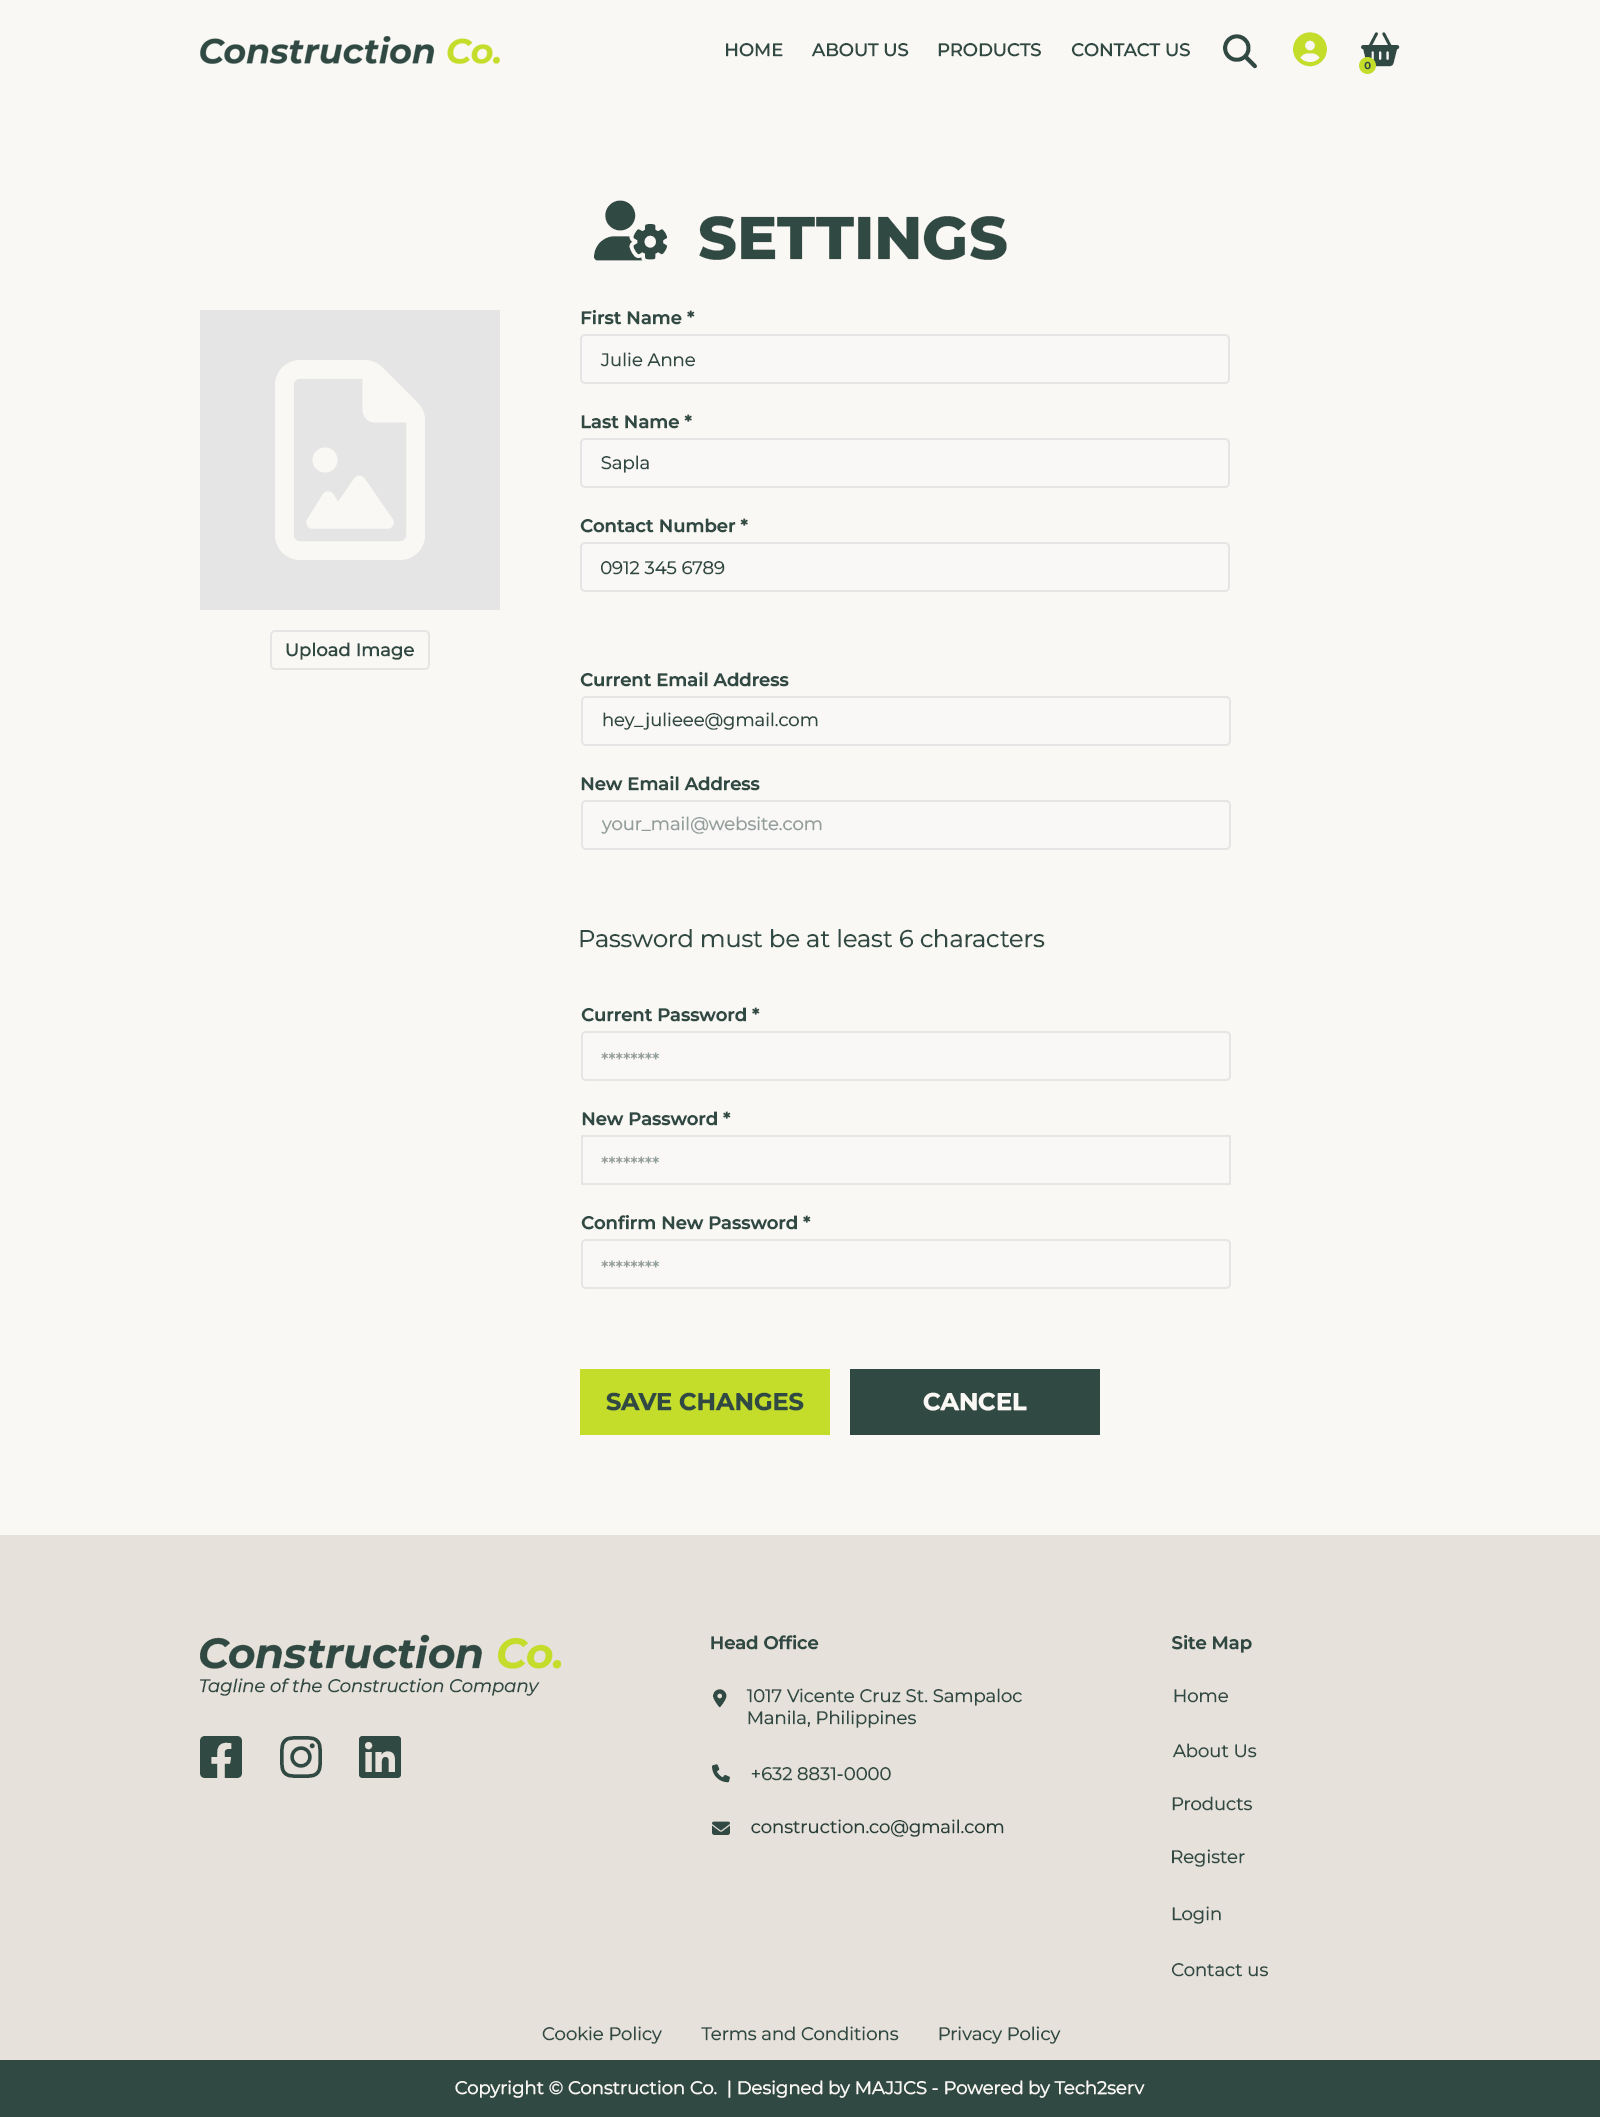 Construction Co.
HOME ABOUT US PRODUCTS CONTACT US
0
SETTINGS
First Name *
Julie Anne
Last Name *
Sapla
Contact Number *
0912 345 6789
Upload Image
Current Email Address
hey_julieee@gmail.com
New Email Address
your_mail@website.com
Password must be at least 6 characters
Current Password *
********
New Password *
********
Confirm New Password *
********
SAVE CHANGES
CANCEL
Construction Co.
Tagline of the Construction Company
Head Office
1017 Vicente Cruz St. Sampaloc
Manila, Philippines
+632 8831-0000
construction.co@gmail.com
Site Map
Home
About Us
Products
Register
Login
Contact us
Cookie Policy Terms and Conditions Privacy Policy
Copyright © Construction Co. | Designed by MAJJCS - Powered by Tech2serv